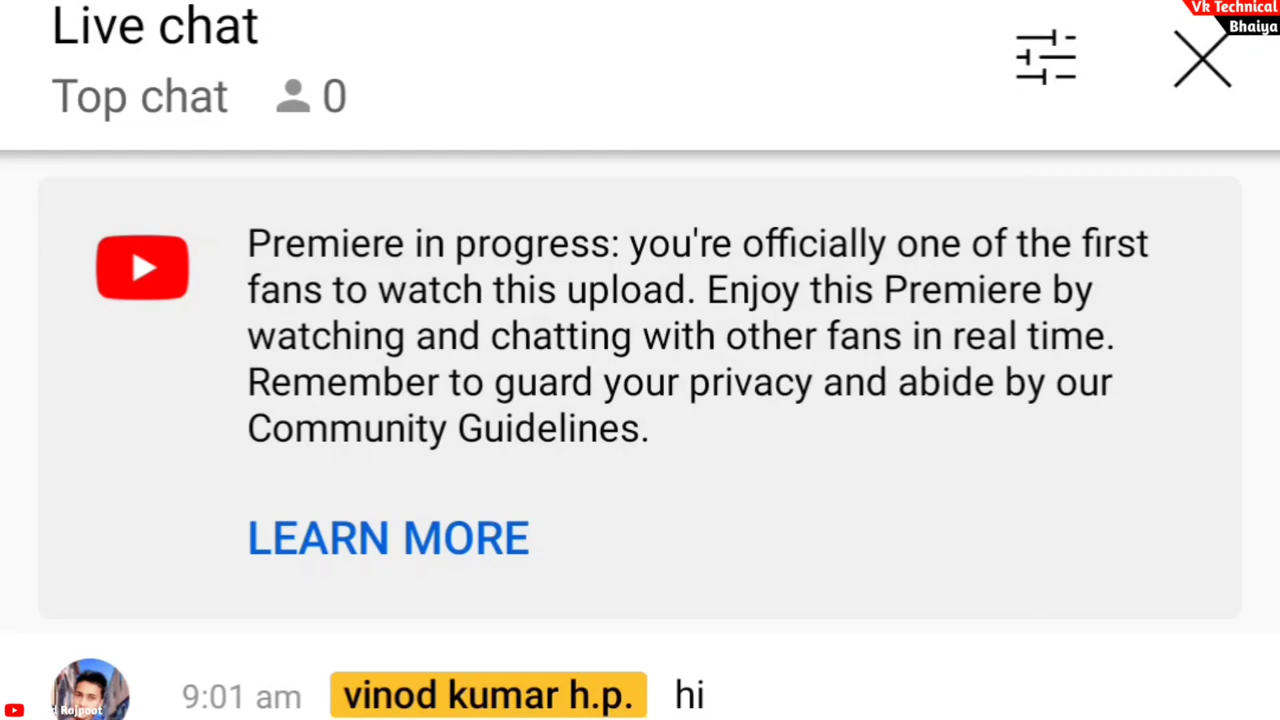 Vk Technical
Bhaiya
Live chat
Top chat 0
Premiere in progress: you're officially one of the first
fans to watch this upload. Enjoy this Premiere by
watching and chatting with other fans in real time.
Remember to guard your privacy and abide by our
Community Guidelines.
LEARN MORE
9:01 am vinod kumar h.p. hi
Rajpoot